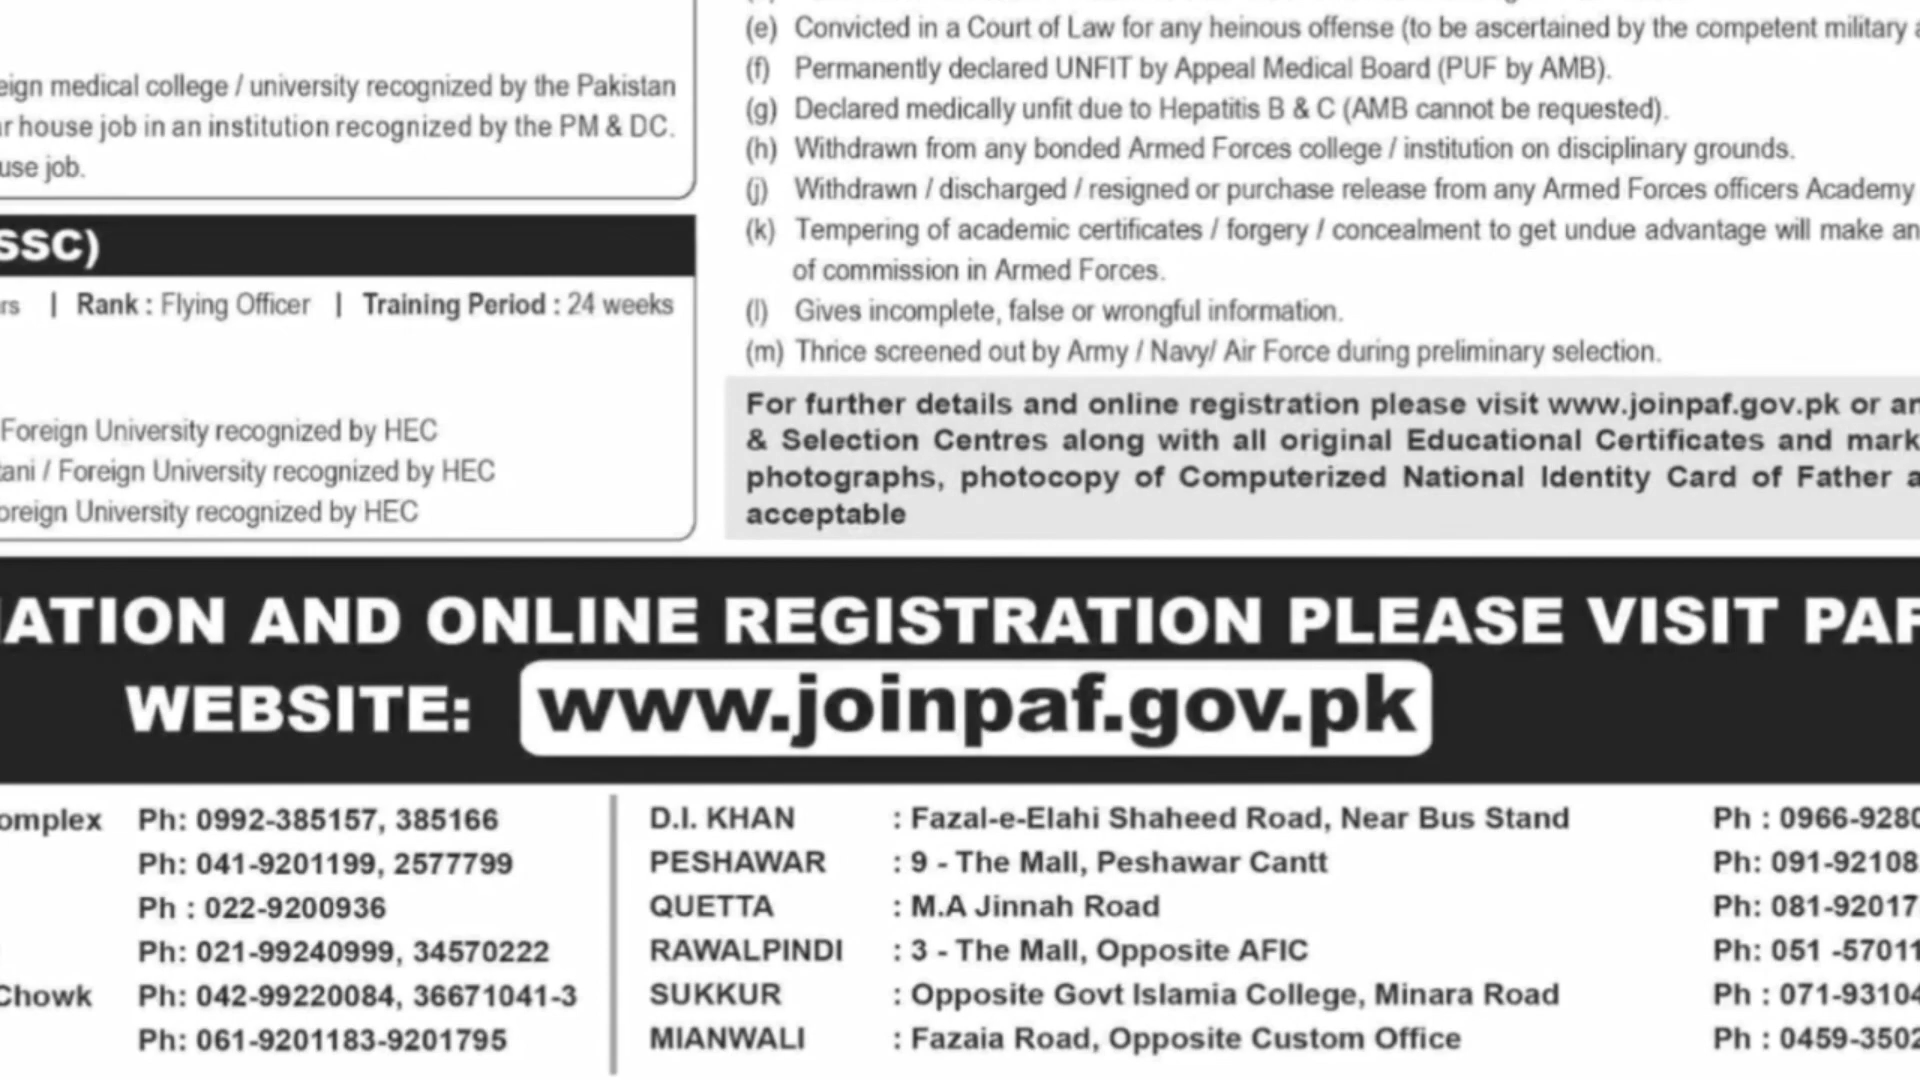 eign medical college / university recognized by the Pakistan
r house job in an institution recognized by the PM & DC.
use job.
SSC)
rs | Rank : Flying Officer | Training Period : 24 weeks
Foreign University recognized by HEC
tani / Foreign University recognized by HEC
oreign University recognized by HEC
(e) Convicted in a Court of Law for any heinous offense (to be ascertained by the competent military a
(f) Permanently declared UNFIT by Appeal Medical Board (PUF by AMB).
(g) Declared medically unfit due to Hepatitis B & C (AMB cannot be requested).
(h) Withdrawn from any bonded Armed Forces college / institution on disciplinary grounds.
(j) Withdrawn / discharged / resigned or purchase release from any Armed Forces officers Academy
(k) Tempering of academic certificates / forgery / concealment to get undue advantage will make an
of commission in Armed Forces.
(l) Gives incomplete, false or wrongful information.
(m) Thrice screened out by Army / Navy/ Air Force during preliminary selection.
For further details and online registration please visit www.joinpaf.gov.pk or an
& Selection Centres along with all original Educational Certificates and mark
photographs, photocopy of Computerized National Identity Card of Father a
acceptable
ATION AND ONLINE REGISTRATION PLEASE VISIT PAF
WEBSITE: www.joinpaf.gov.pk
omplex Ph: 0992-385157, 385166
Ph: 041-9201199, 2577799
Ph : 022-9200936
Ph: 021-99240999, 34570222
Chowk Ph: 042-99220084, 36671041-3
Ph: 061-9201183-9201795
D.I. KHAN : Fazal-e-Elahi Shaheed Road, Near Bus Stand Ph : 0966-9280
PESHAWAR : 9 - The Mall, Peshawar Cantt Ph: 091-92108
QUETTA : M.A Jinnah Road Ph: 081-92017
RAWALPINDI : 3 - The Mall, Opposite AFIC Ph: 051 -57011
SUKKUR : Opposite Govt Islamia College, Minara Road Ph : 071-93104
MIANWALI : Fazaia Road, Opposite Custom Office Ph : 0459-3502